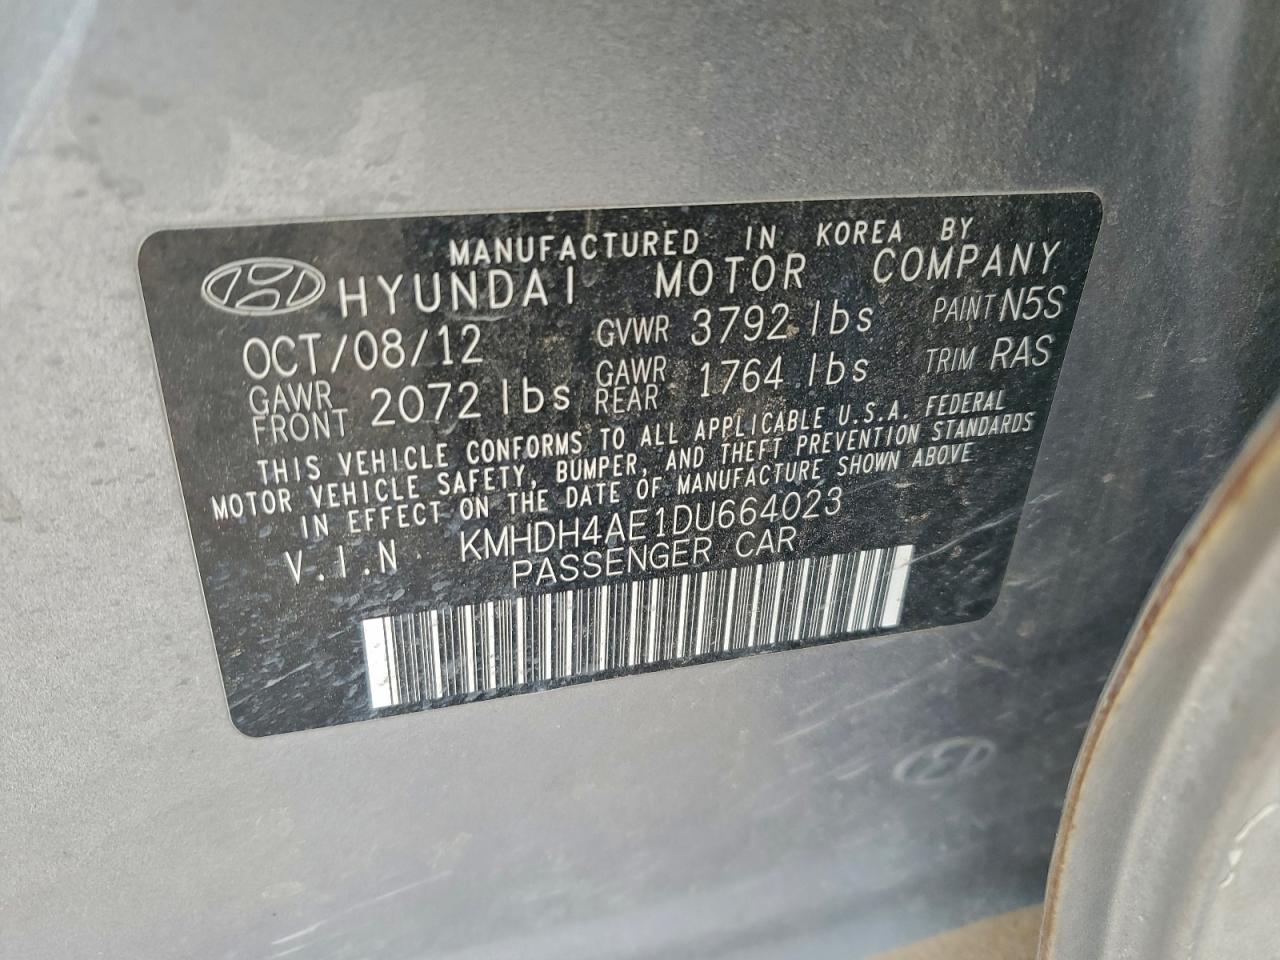 MANUFACTURED IN KOREA BY
HYUNDAI MOTOR COMPANY
OCT/08/12 GVWR 3792 lbs PAINT N5S
GAWR FRONT 2072 lbs GAWR REAR 1764 lbs TRIM RAS
THIS VEHICLE CONFORMS TO ALL APPLICABLE U.S.A. FEDERAL
MOTOR VEHICLE SAFETY, BUMPER, AND THEFT PREVENTION STANDARDS
IN EFFECT ON THE DATE OF MANUFACTURE SHOWN ABOVE
V.I.N KMHDH4AE1DU664023
PASSENGER CAR